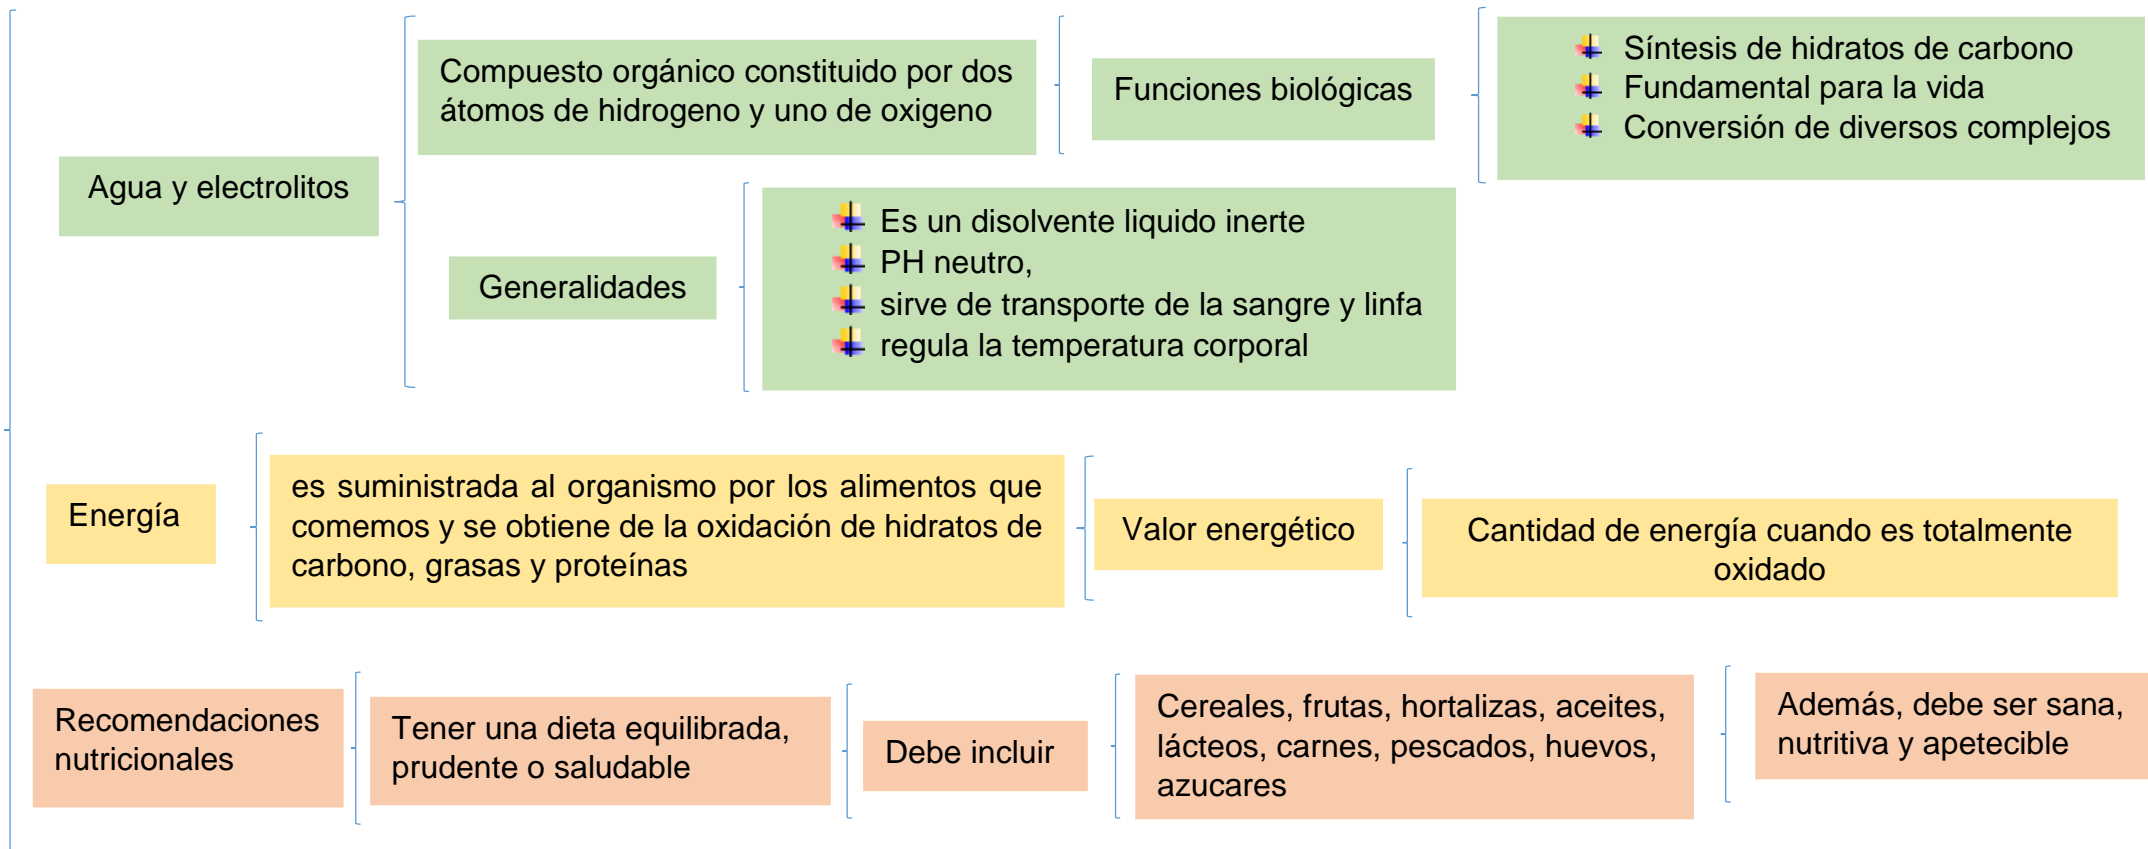 Agua y electrolitos
Compuesto orgánico constituido por dos
átomos de hidrogeno y uno de oxigeno
Funciones biológicas
Síntesis de hidratos de carbono
Fundamental para la vida
Conversión de diversos complejos
Generalidades
Es un disolvente liquido inerte
PH neutro,
sirve de transporte de la sangre y linfa
regula la temperatura corporal
Energía
es suministrada al organismo por los alimentos que
comemos y se obtiene de la oxidación de hidratos de
carbono, grasas y proteínas
Valor energético
Cantidad de energía cuando es totalmente
oxidado
Recomendaciones
nutricionales
Tener una dieta equilibrada,
prudente o saludable
Debe incluir
Cereales, frutas, hortalizas, aceites,
lácteos, carnes, pescados, huevos,
azucares
Además, debe ser sana,
nutritiva y apetecible